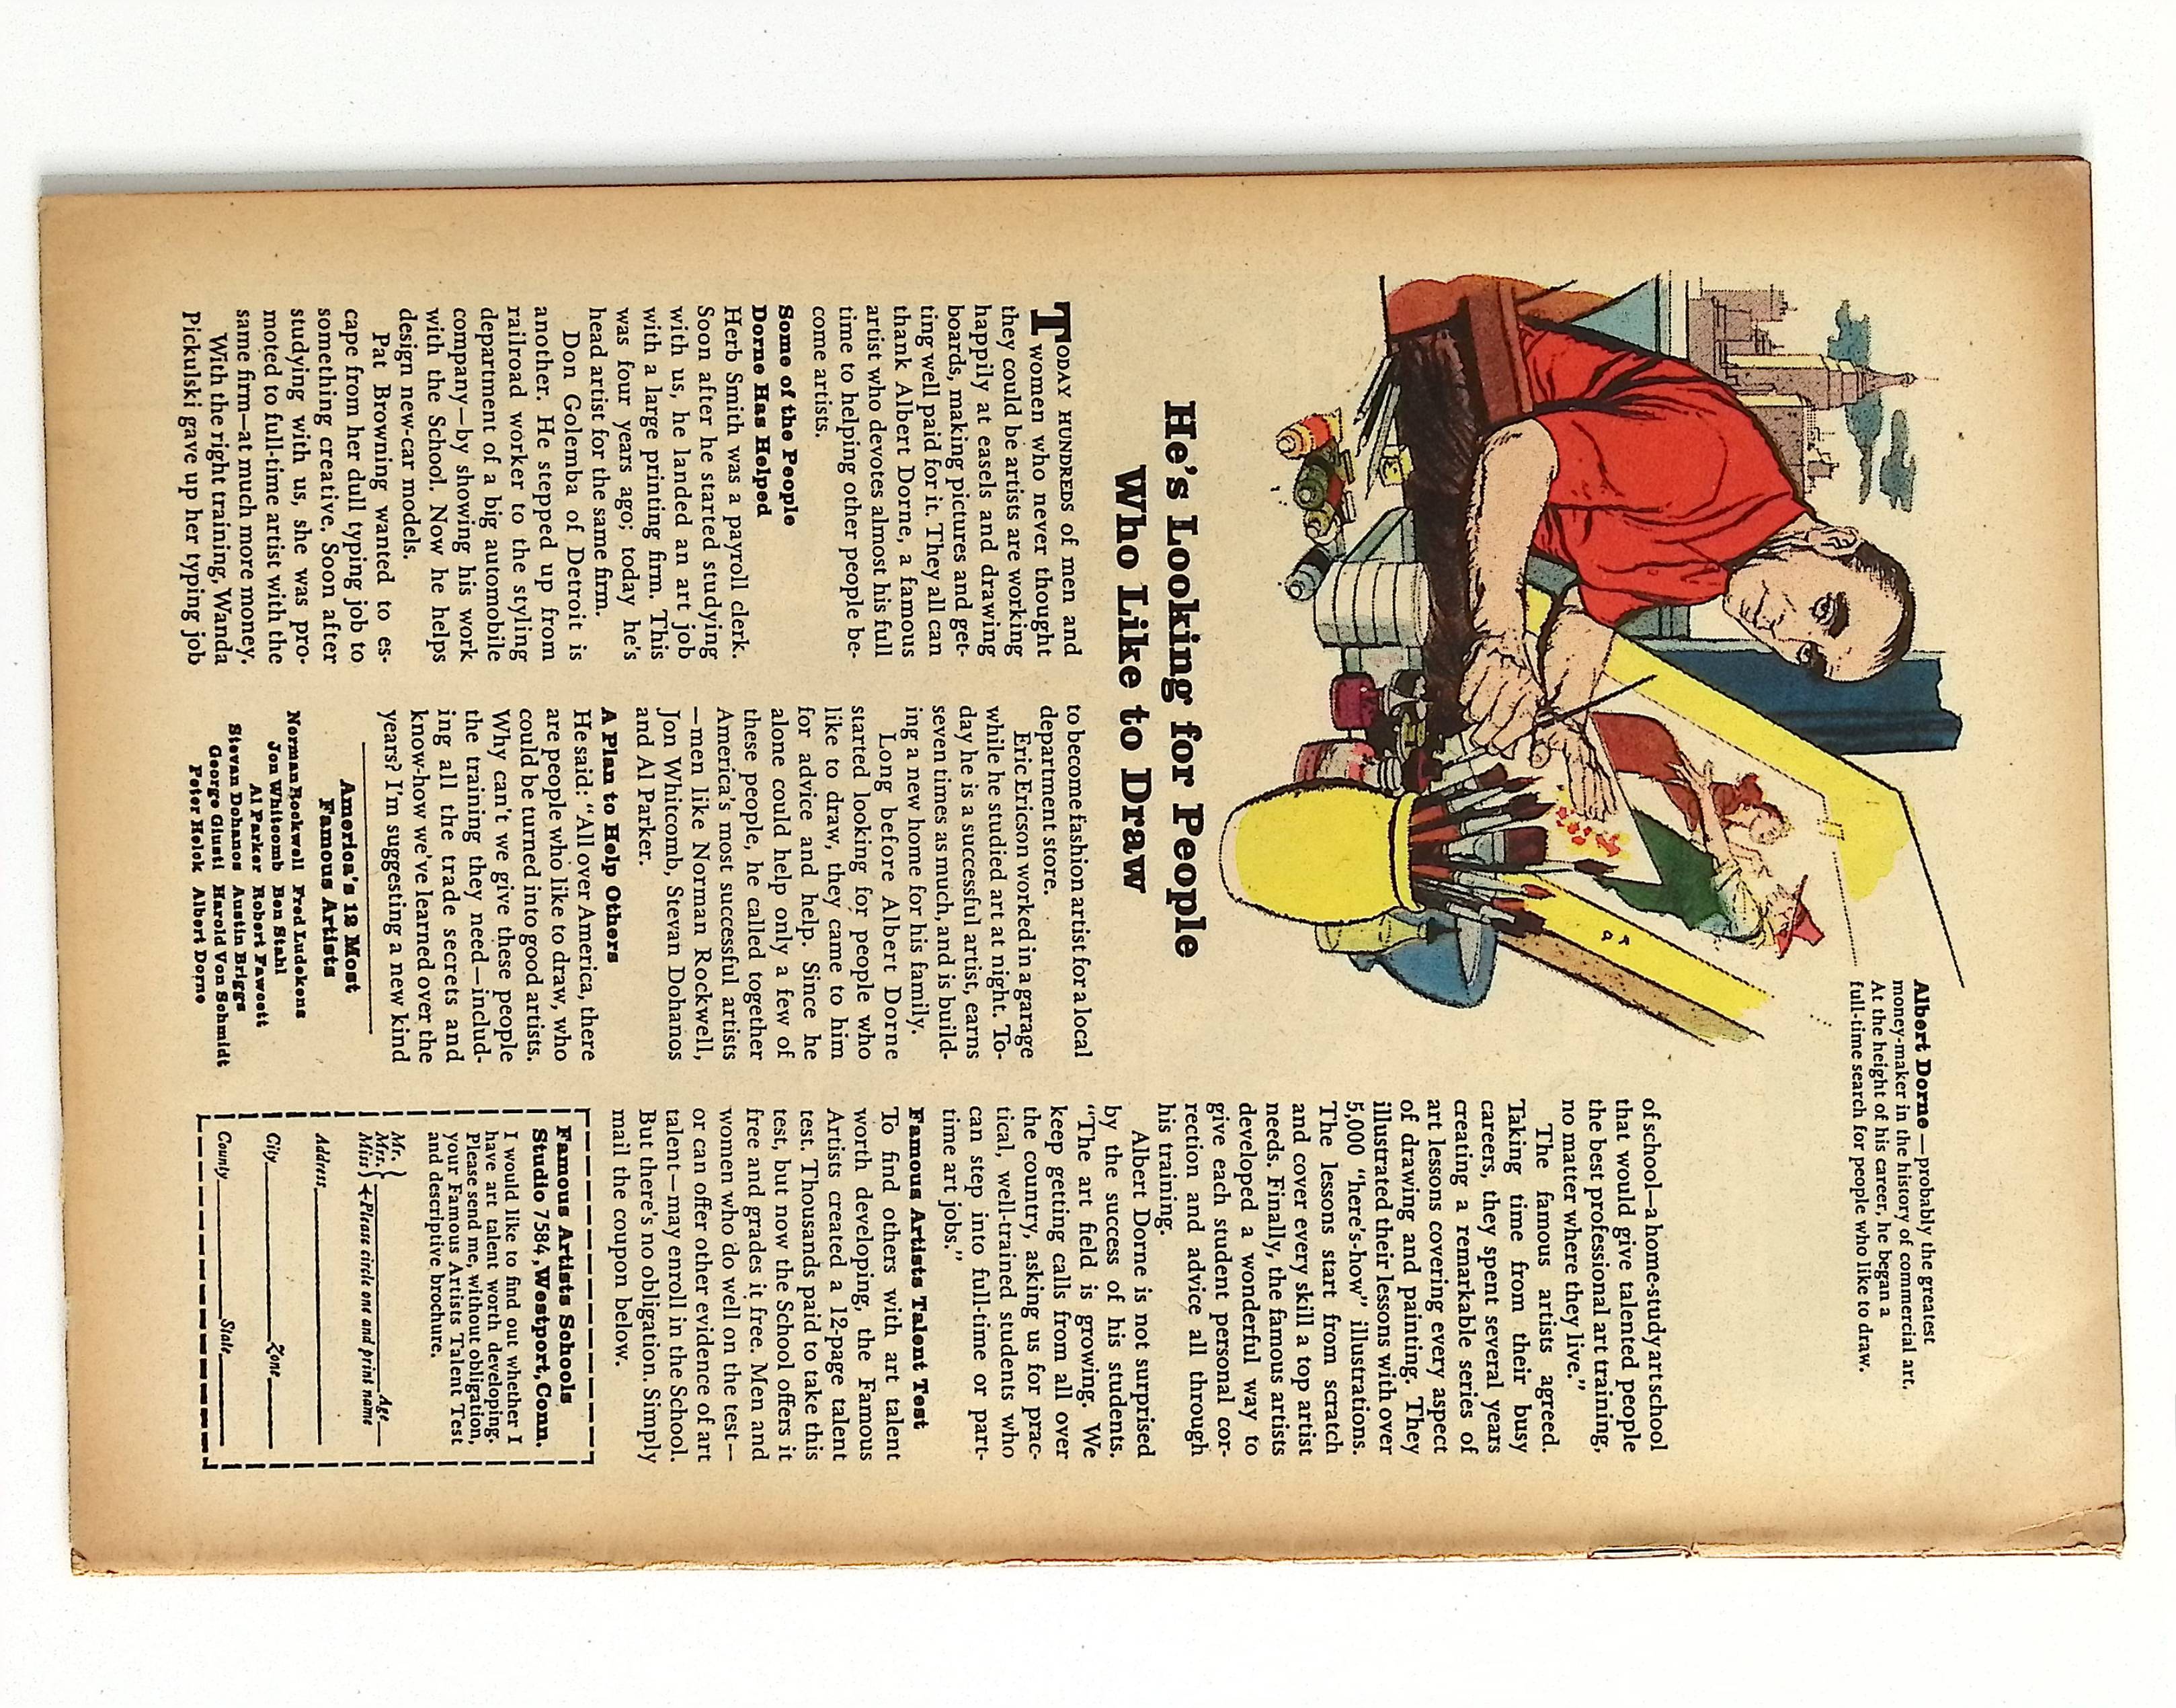 Albert Dorne—probably the greatest
money-maker in the history of commercial art.
At the height of his career, he began a
full-time search for people who like to draw.
He's Looking for People
Who Like to Draw
TODAY HUNDREDS of men and
women who never thought
they could be artists are working
happily at easels and drawing
boards, making pictures and get-
ting well paid for it. They all can
thank Albert Dorne, a famous
artist who devotes almost his full
time to helping other people be-
come artists.
Some of the People
Dorne Has Helped
Herb Smith was a payroll clerk.
Soon after he started studying
with us, he landed an art job
with a large printing firm. This
was four years ago; today he's
head artist for the same firm.
Don Golemba of Detroit is
another. He stepped up from
railroad worker to the styling
department of a big automobile
company—by showing his work
with the School. Now he helps
design new-car models.
Pat Browning wanted to es-
cape from her dull typing job to
something creative. Soon after
studying with us, she was pro-
moted to full-time artist with the
same firm—at much more money.
With the right training, Wanda
Pickulski gave up her typing job
to become fashion artist for a local
department store.
Eric Ericson worked in a garage
while he studied art at night. To-
day he is a successful artist, earns
seven times as much, and is build-
ing a new home for his family.
Long before Albert Dorne
started looking for people who
like to draw, they came to him
for advice and help. Since he
alone could help only a few of
these people, he called together
America's most successful artists
—men like Norman Rockwell,
Jon Whitcomb, Stevan Dohanos
and Al Parker.
A Plan to Help Others
He said: "All over America, there
are people who like to draw, who
could be turned into good artists.
Why can't we give these people
the training they need—includ-
ing all the trade secrets and
know-how we've learned over the
years? I'm suggesting a new kind
America's 12 Most
Famous Artists
Norman Rockwell Fred Ludekens
Jon Whitcomb Ben Stahl
Al Parker Robert Fawcett
Stevan Dohanos Austin Briggs
George Giusti Harold Von Schmidt
Peter Helck Albert Dorne
of school—a home-study art school
that would give talented people
the best professional art training,
no matter where they live."
The famous artists agreed.
Taking time from their busy
careers, they spent several years
creating a remarkable series of
art lessons covering every aspect
of drawing and painting. They
illustrated their lessons with over
5,000 "here's-how" illustrations.
The lessons start from scratch
and cover every skill a top artist
needs. Finally, the famous artists
developed a wonderful way to
give each student personal cor-
rection and advice all through
his training.
Albert Dorne is not surprised
by the success of his students.
"The art field is growing. We
keep getting calls from all over
the country, asking us for prac-
tical, well-trained students who
can step into full-time or part-
time art jobs."
Famous Artists Talent Test
To find others with art talent
worth developing, the Famous
Artists created a 12-page talent
test. Thousands paid to take this
test, but now the School offers it
free and grades it free. Men and
women who do well on the test—
or can offer other evidence of art
talent—may enroll in the School.
But there's no obligation. Simply
mail the coupon below.
Famous Artists Schools
Studio 7584, Westport, Conn.
I would like to find out whether I
have art talent worth developing.
Please send me, without obligation,
your Famous Artists Talent Test
and descriptive brochure.
Mr.
Mrs. Age
Miss (Please circle one and print name
Address
City Zone
County State